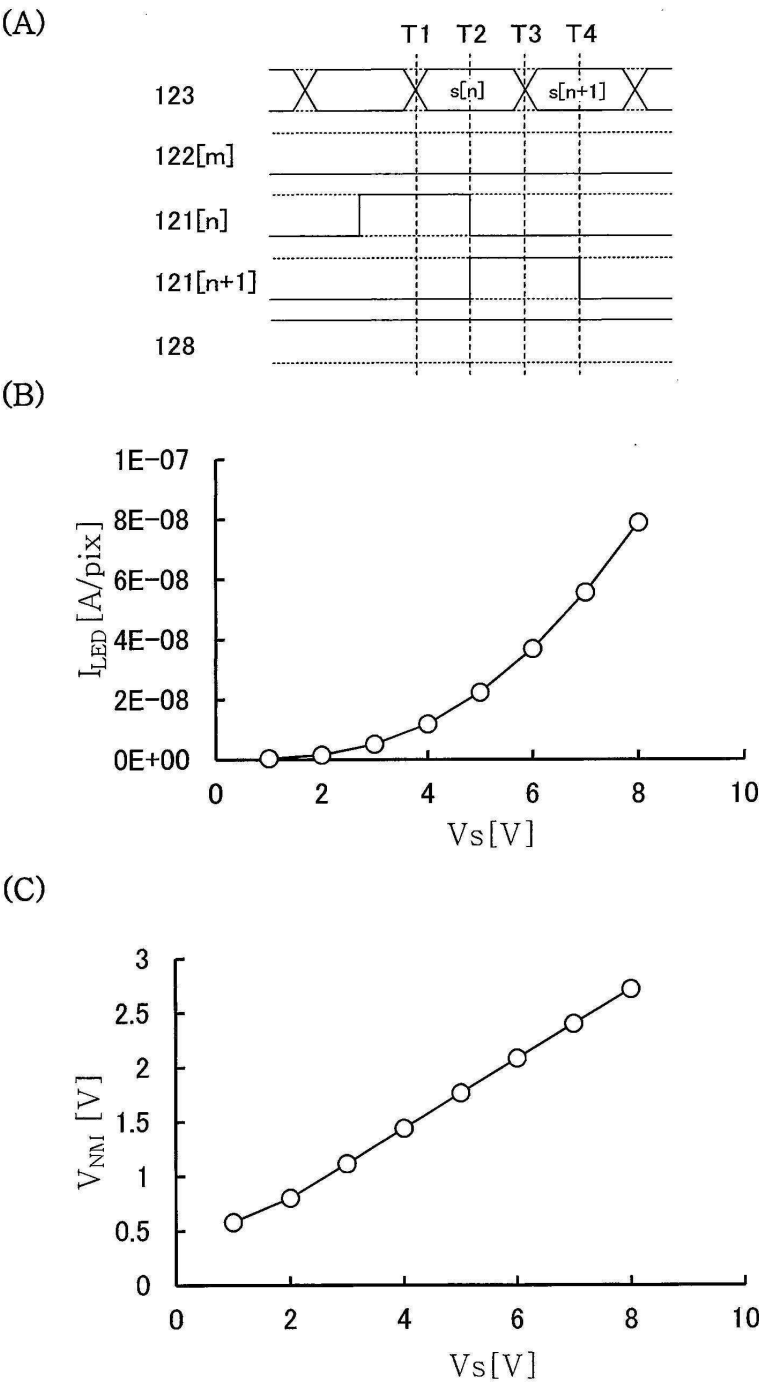 (A)
T1 T2 T3 T4
123 s[n] s[n+1]
122[m]
121[n]
121[n+1]
128
(B)
1E-07
8E-08
6E-08
4E-08
2E-08
0E+00
I_LED [A/pix]
0 2 4 6 8 10
Vs[V]
(C)
3
2.5
2
1.5
1
0.5
0
V_NM [V]
0 2 4 6 8 10
Vs[V]